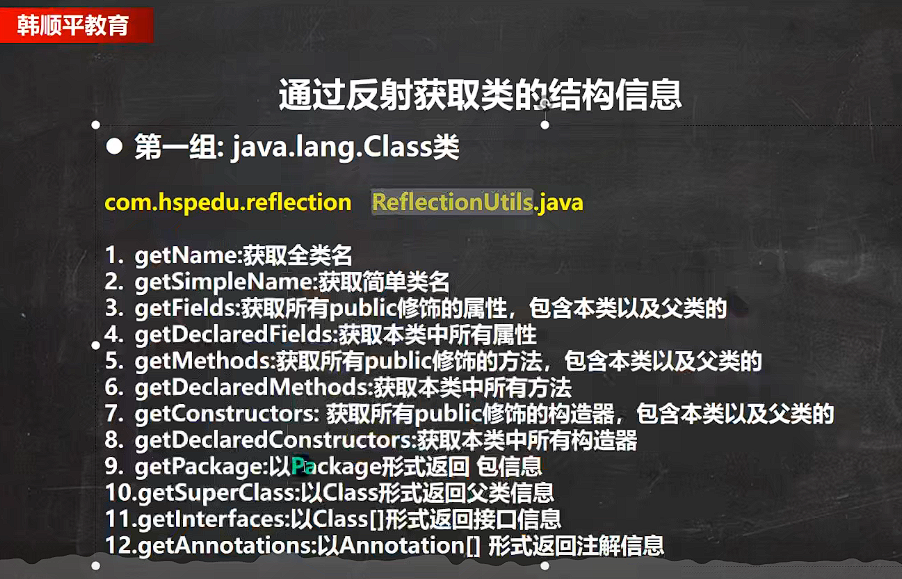 韩顺平教育
通过反射获取类的结构信息
● 第一组: java.lang.Class类
com.hspedu.reflection ReflectionUtils.java
1. getName:获取全类名
2. getSimpleName:获取简单类名
3. getFields:获取所有public修饰的属性，包含本类以及父类的
4. getDeclaredFields:获取本类中所有属性
5. getMethods:获取所有public修饰的方法，包含本类以及父类的
6. getDeclaredMethods:获取本类中所有方法
7. getConstructors: 获取所有public修饰的构造器，包含本类以及父类的
8. getDeclaredConstructors:获取本类中所有构造器
9. getPackage:以Package形式返回 包信息
10.getSuperClass:以Class形式返回父类信息
11.getInterfaces:以Class[]形式返回接口信息
12.getAnnotations:以Annotation[] 形式返回注解信息